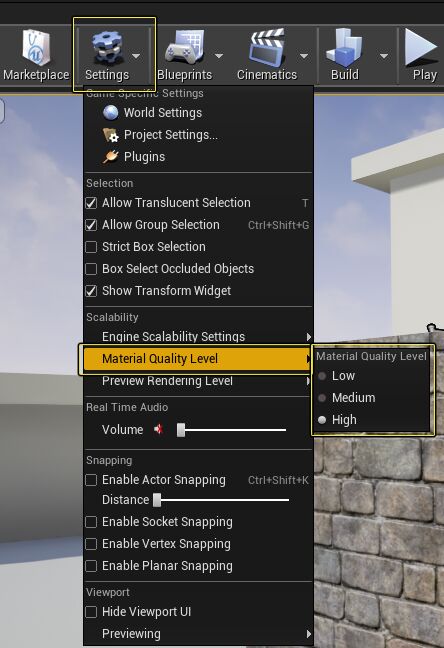 Marketplace Settings Blueprints Cinematics Build Play
Game Specific Settings
World Settings
Project Settings...
Plugins
Selection
Allow Translucent Selection T
Allow Group Selection Ctrl+Shift+G
Strict Box Selection
Box Select Occluded Objects
Show Transform Widget
Scalability
Engine Scalability Settings
Material Quality Level
Preview Rendering Level
Material Quality Level
Low
Medium
High
Real Time Audio
Volume
Snapping
Enable Actor Snapping Ctrl+Shift+K
Distance
Enable Socket Snapping
Enable Vertex Snapping
Enable Planar Snapping
Viewport
Hide Viewport UI
Previewing